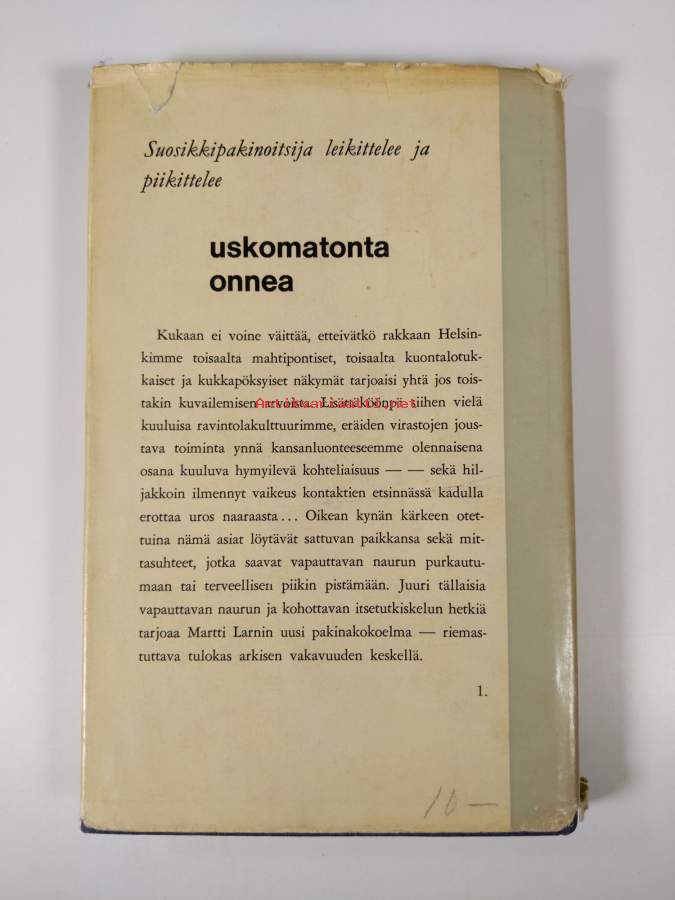 Suosikkipakinoitsija leikittelee ja
piikittelee
uskomatonta
onnea
Kukaan ei voine väittää, etteivätkö rakkaan Helsin-
kimme toisaalta mahtipontiset, toisaalta kuontalotuk-
kaiset ja kukkapöksyiset näkymät tarjoaisi yhtä jos tois-
takin kuvailemisen arvoista. Lisättäköönpä siihen vielä
kuuluisa ravintolakulttuurimme, eräiden virastojen jous-
tava toiminta ynnä kansanluonteeseemme olennaisena
osana kuuluva hymyilevä kohteliaisuus — — sekä hil-
jakkoin ilmennyt vaikeus kontaktien etsinnässä kadulla
erottaa uros naaraasta... Oikean kynän kärkeen otet-
tuina nämä asiat löytävät sattuvan paikkansa sekä mit-
tasuhteet, jotka saavat vapauttavan naurun purkautu-
maan tai terveellisen piikin pistämään. Juuri tällaisia
vapauttavan naurun ja kohottavan itsetutkiskelun hetkiä
tarjoaa Martti Larnin uusi pakinakokoelma — riemas-
tuttava tulokas arkisen vakavuuden keskellä.
1.
10 —